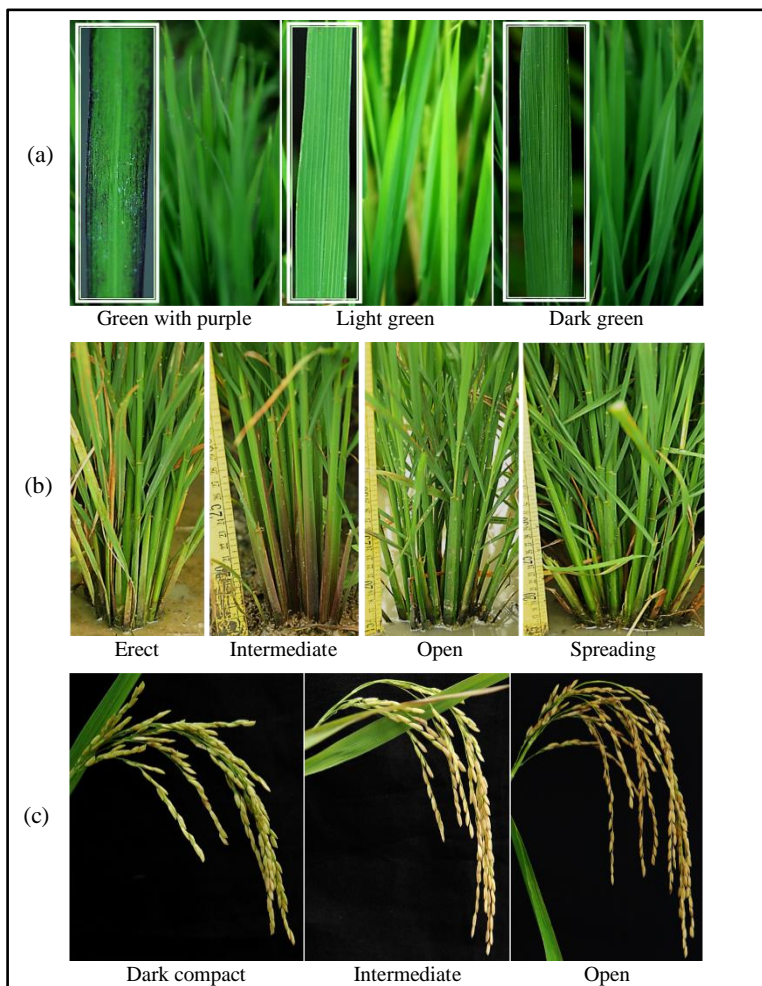 (a)
Green with purple Light green Dark green
(b)
Erect Intermediate Open Spreading
(c)
Dark compact Intermediate Open